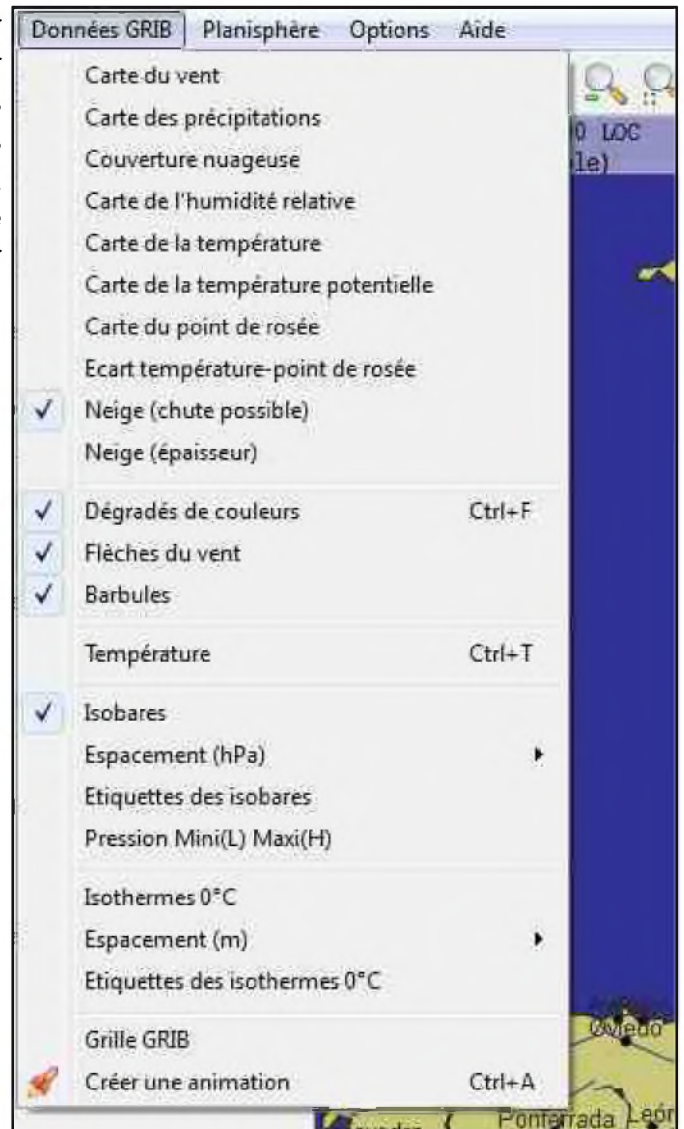 Données GRIB Planisphère Options Aide
Carte du vent
Carte des précipitations
Couverture nuageuse
Carte de l'humidité relative
Carte de la température
Carte de la température potentielle
Carte du point de rosée
Ecart température-point de rosée
Neige (chute possible)
Neige (épaisseur)
Dégradés de couleurs Ctrl+F
Flèches du vent
Barbules
Température Ctrl+T
Isobares
Espacement (hPa)
Etiquettes des isobares
Pression Mini(L) Maxi(H)
Isothermes 0°C
Espacement (m)
Etiquettes des isothermes 0°C
Grille GRIB
Créer une animation Ctrl+A
0 LOC
le)
Oviedo
Ponferrada León